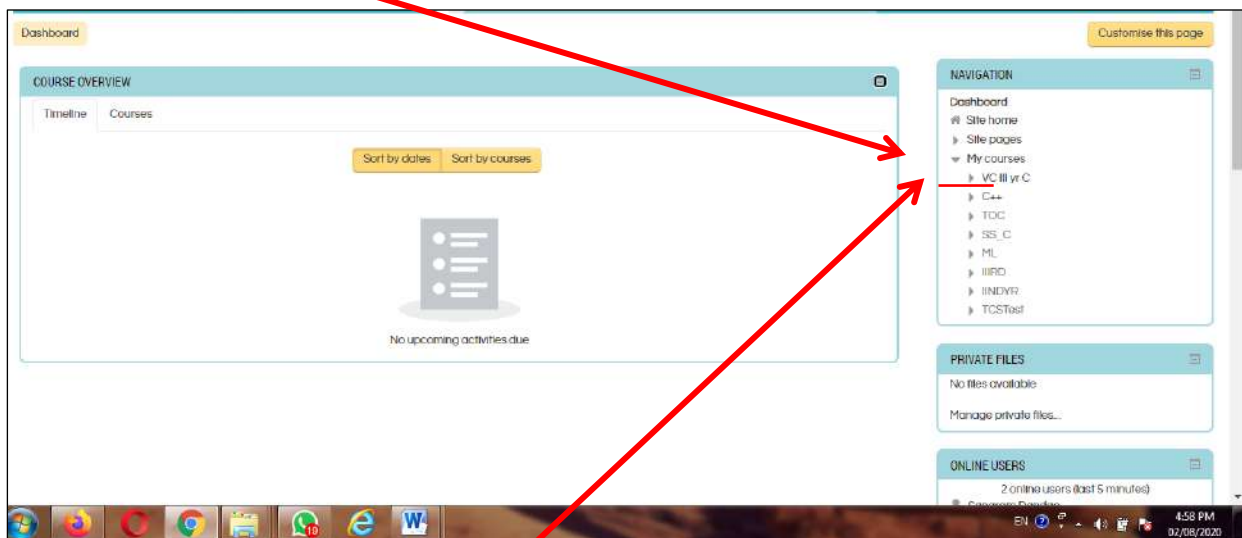 Dashboard
Customise this page
COURSE OVERVIEW
Timeline Courses
Sort by dates Sort by courses
No upcoming activities due
NAVIGATION
Dashboard
Site home
Site pages
My courses
VC III yr C
C++
TOC
SS_C
ML
IIIRD
IINDYR
TCSTest
PRIVATE FILES
No files available
Manage private files...
ONLINE USERS
2 online users (last 5 minutes)
19
W
EN
4:58 PM
02/08/2020